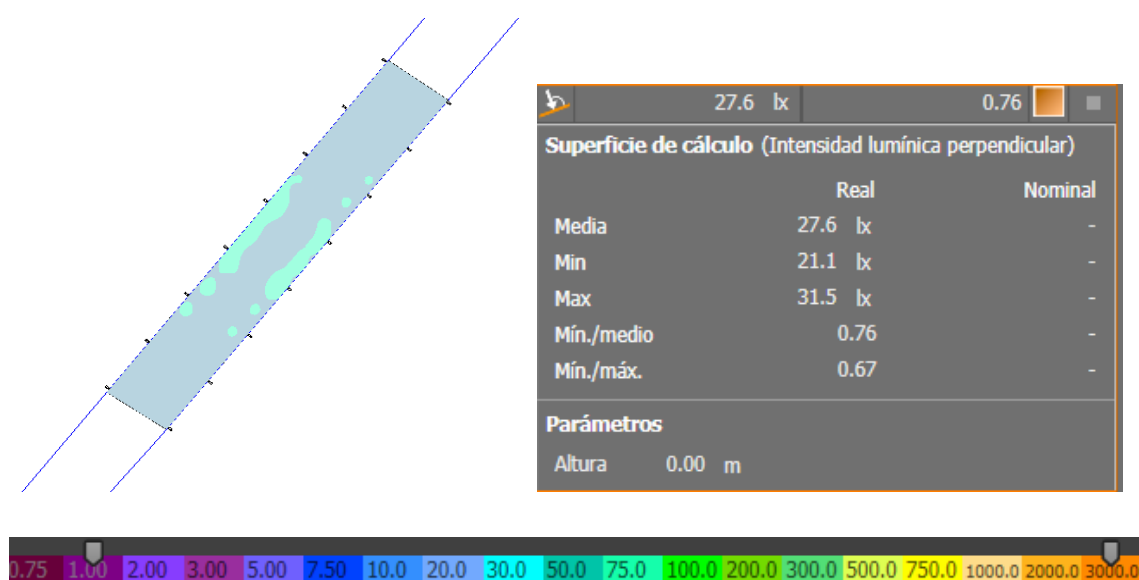 27.6 lx 0.76
Superficie de cálculo (Intensidad lumínica perpendicular)
Real Nominal
Media 27.6 lx -
Min 21.1 lx -
Max 31.5 lx -
Mín./medio 0.76 -
Mín./máx. 0.67 -
Parámetros
Altura 0.00 m
0.75 1.00 2.00 3.00 5.00 7.50 10.0 20.0 30.0 50.0 75.0 100.0 200.0 300.0 500.0 750.0 1000.0 2000.0 3000.0